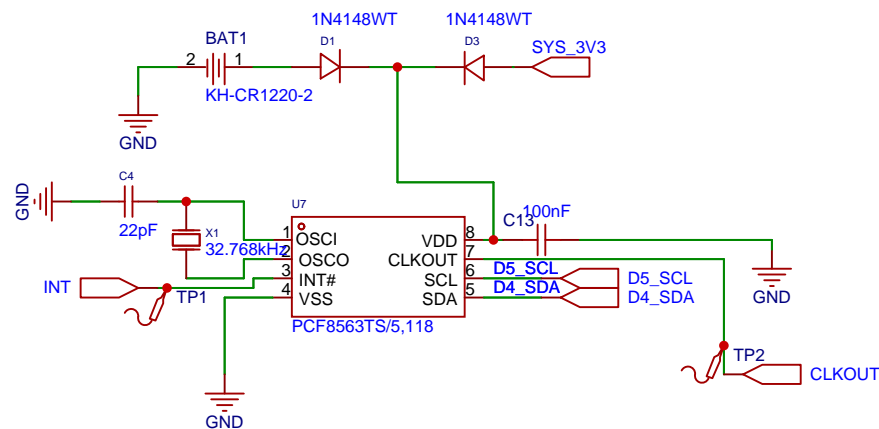 1N4148WT
1N4148WT
BAT1
D1
D3
SYS_3V3
2
1
KH-CR1220-2
GND
C4
GND
22pF
X1
32.768kHz
U7
1
OSCI
2
OSCO
3
INT#
4
VSS
VDD
8
CLKOUT
7
SCL
6
SDA
5
PCF8563TS/5,118
C13
100nF
GND
D5_SCL
D5_SCL
D4_SDA
D4_SDA
INT
TP1
GND
TP2
CLKOUT